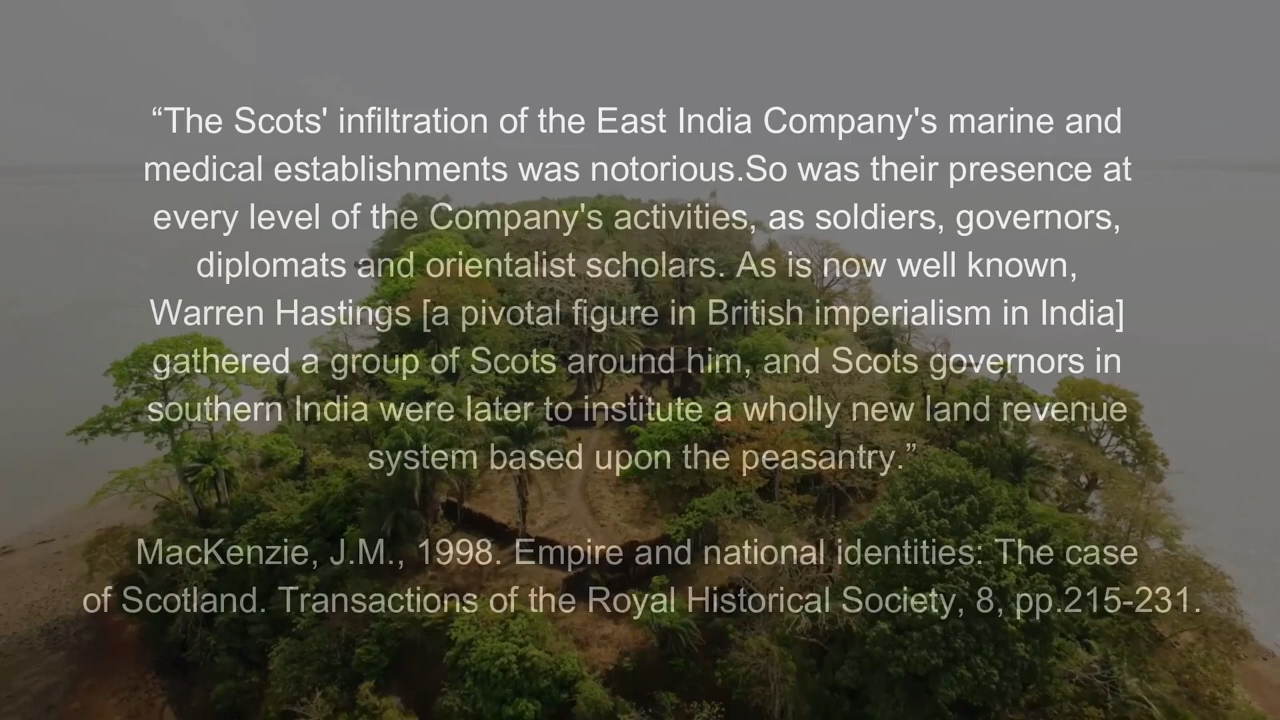 “The Scots' infiltration of the East India Company's marine and
medical establishments was notorious.So was their presence at
every level of the Company's activities, as soldiers, governors,
diplomats and orientalist scholars. As is now well known,
Warren Hastings [a pivotal figure in British imperialism in India]
gathered a group of Scots around him, and Scots governors in
southern India were later to institute a wholly new land revenue
system based upon the peasantry.”
MacKenzie, J.M., 1998. Empire and national identities: The case
of Scotland. Transactions of the Royal Historical Society, 8, pp.215-231.